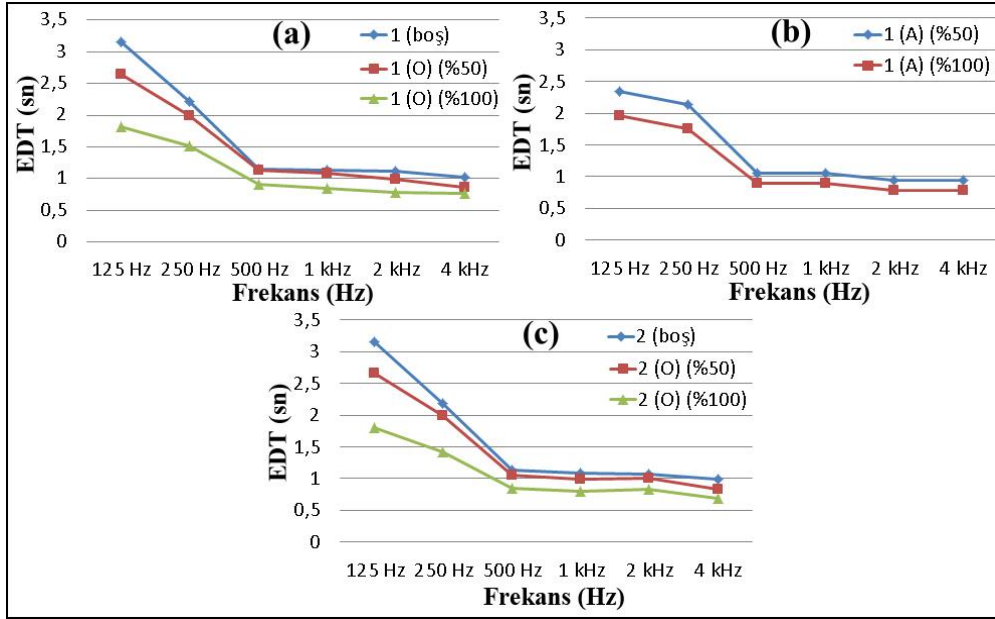 (a)
EDT (sn)
3,5
3
2,5
2
1,5
1
0,5
0
1 (boş)
1 (O) (%50)
1 (O) (%100)
125 Hz 250 Hz 500 Hz 1 kHz 2 kHz 4 kHz
Frekans (Hz)
(b)
EDT (sn)
3,5
3
2,5
2
1,5
1
0,5
0
1 (A) (%50)
1 (A) (%100)
125 Hz 250 Hz 500 Hz 1 kHz 2 kHz 4 kHz
Frekans (Hz)
(c)
EDT (sn)
3,5
3
2,5
2
1,5
1
0,5
0
2 (boş)
2 (O) (%50)
2 (O) (%100)
125 Hz 250 Hz 500 Hz 1 kHz 2 kHz 4 kHz
Frekans (Hz)